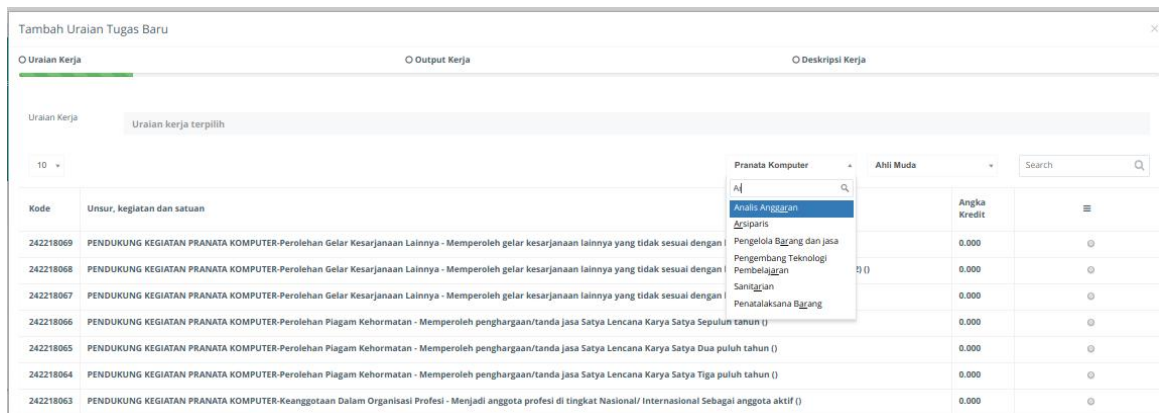 Tambah Uraian Tugas Baru
Uraian Kerja
Output Kerja
Deskripsi Kerja
Uraian Kerja
Uraian kerja terpilih
10
Pranata Komputer
Ahli Muda
Search
Ar
Analis Anggaran
Arsiparis
Pengelola Barang dan jasa
Pengembang Teknologi
Pembelajaran
Sanitarian
Penatalaksana Barang
Kode
Unsur, kegiatan dan satuan
Angka
Kredit
242218069 PENDUKUNG KEGIATAN PRANATA KOMPUTER-Perolehan Gelar Kesarjanaan Lainnya - Memperoleh gelar kesarjanaan lainnya yang tidak sesuai dengan 0.000
242218068 PENDUKUNG KEGIATAN PRANATA KOMPUTER-Perolehan Gelar Kesarjanaan Lainnya - Memperoleh gelar kesarjanaan lainnya yang tidak sesuai dengan () 0.000
242218067 PENDUKUNG KEGIATAN PRANATA KOMPUTER-Perolehan Gelar Kesarjanaan Lainnya - Memperoleh gelar kesarjanaan lainnya yang tidak sesuai dengan 0.000
242218066 PENDUKUNG KEGIATAN PRANATA KOMPUTER-Perolehan Piagam Kehormatan - Memperoleh penghargaan/tanda jasa Satya Lencana Karya Satya Sepuluh tahun () 0.000
242218065 PENDUKUNG KEGIATAN PRANATA KOMPUTER-Perolehan Piagam Kehormatan - Memperoleh penghargaan/tanda jasa Satya Lencana Karya Satya Dua puluh tahun () 0.000
242218064 PENDUKUNG KEGIATAN PRANATA KOMPUTER-Perolehan Piagam Kehormatan - Memperoleh penghargaan/tanda jasa Satya Lencana Karya Satya Tiga puluh tahun () 0.000
242218063 PENDUKUNG KEGIATAN PRANATA KOMPUTER-Keanggotaan Dalam Organisasi Profesi - Menjadi anggota profesi di tingkat Nasional/ Internasional Sebagai anggota aktif () 0.000